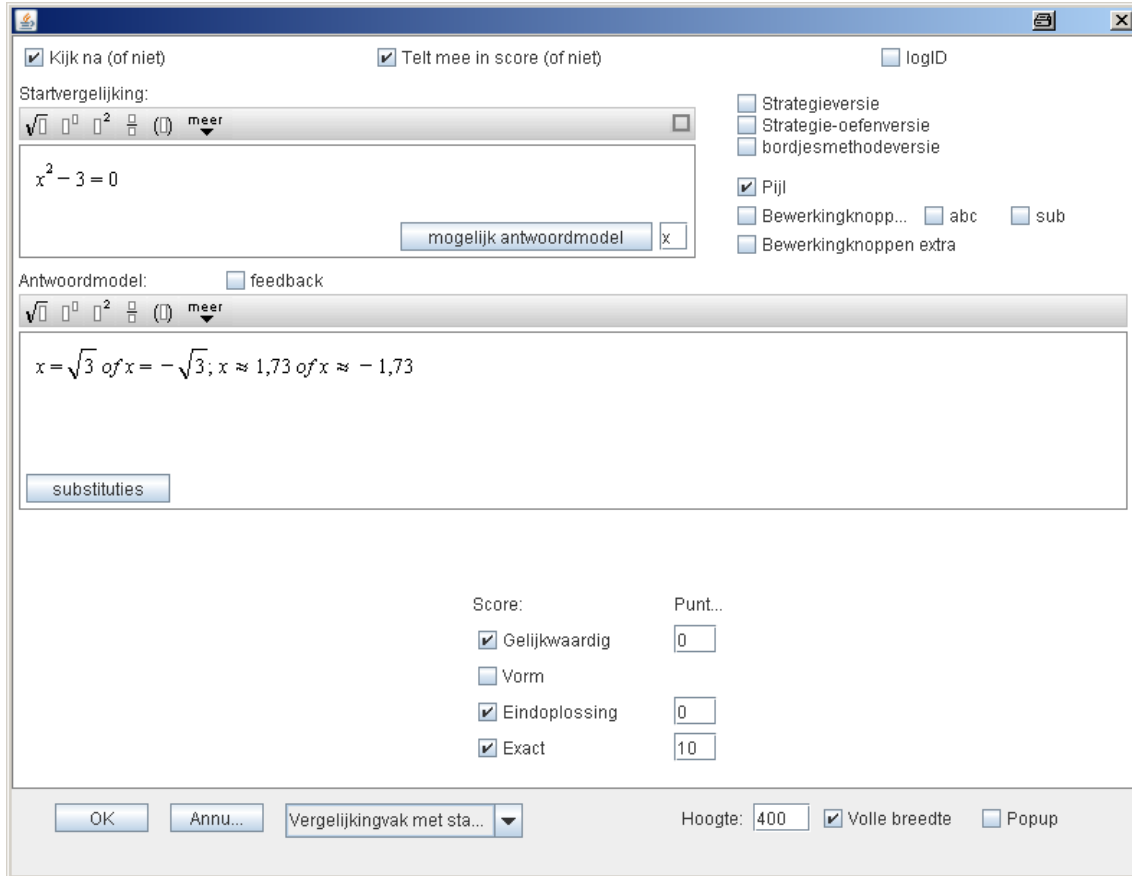 Kijk na (of niet) Telt mee in score (of niet) logID
Startvergelijking:
meer
x² − 3 = 0
mogelijk antwoordmodel x
Strategieversie
Strategie-oefenversie
bordjesmethodeversie
Pijl
Bewerkingknopp... abc sub
Bewerkingknoppen extra
Antwoordmodel: feedback
meer
x = √3 of x = − √3; x ≈ 1,73 of x ≈ − 1,73
substituties
Score: Punt...
Gelijkwaardig 0
Vorm
Eindoplossing 0
Exact 10
OK Annu... Vergelijkingvak met sta... Hoogte: 400 Volle breedte Popup